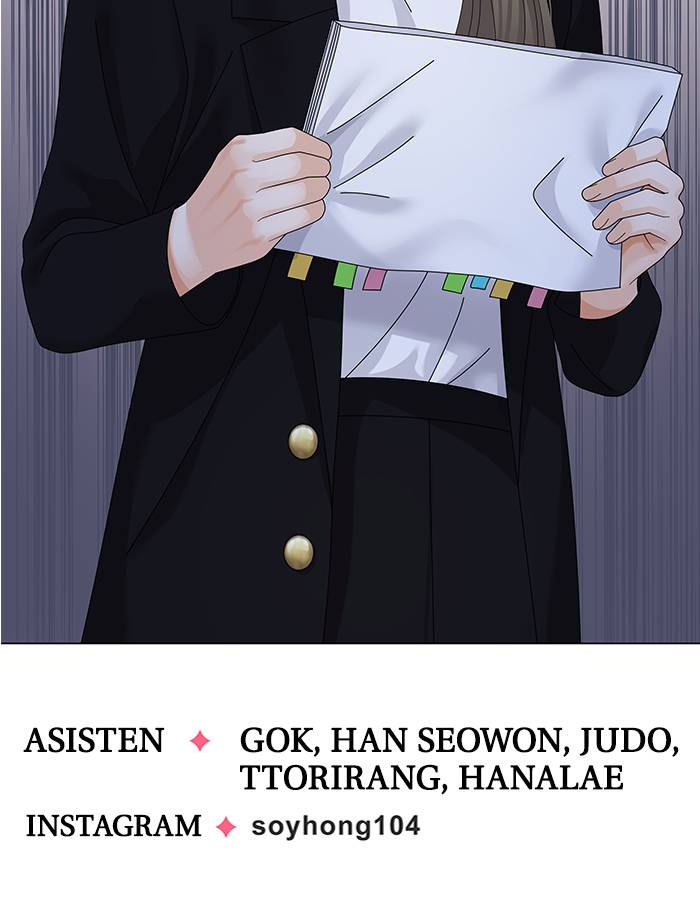 ASISTEN ✦ GOK, HAN SEOWON, JUDO,
TTORIRANG, HANALAE
INSTAGRAM ✦ soyhong104